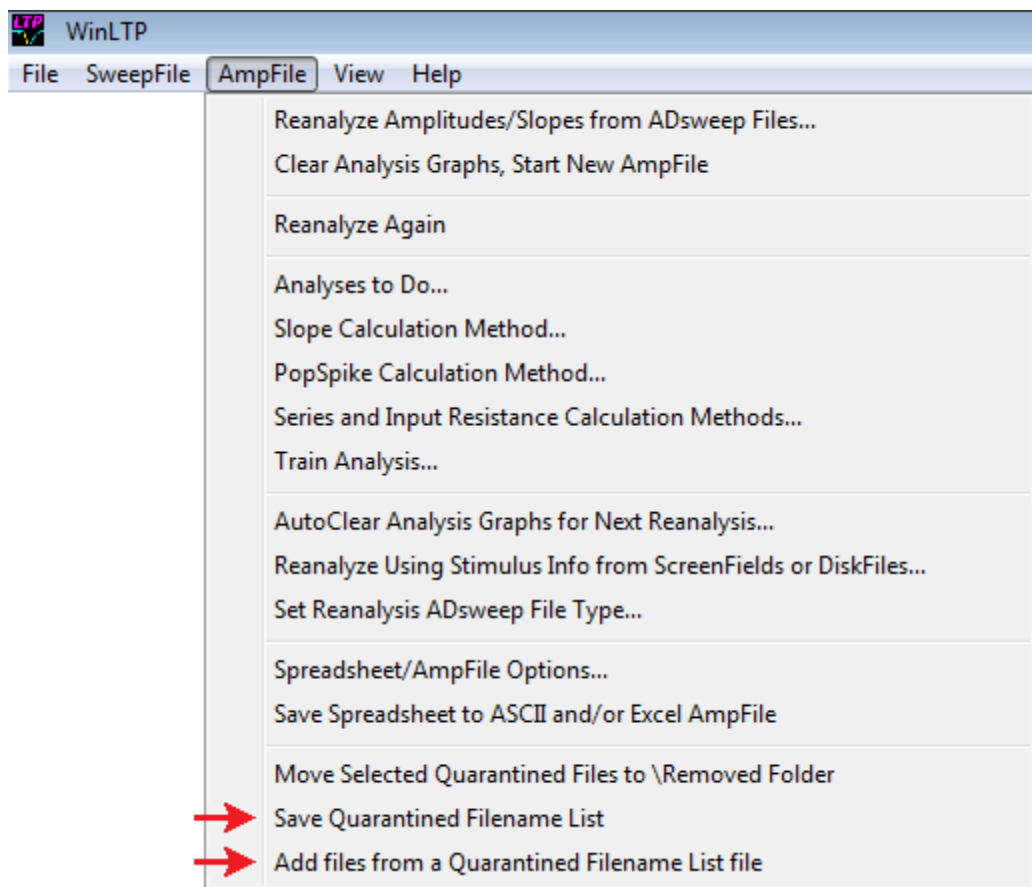 LTP
WinLTP
File SweepFile AmpFile View Help
Reanalyze Amplitudes/Slopes from ADsweep Files...
Clear Analysis Graphs, Start New AmpFile
Reanalyze Again
Analyses to Do...
Slope Calculation Method...
PopSpike Calculation Method...
Series and Input Resistance Calculation Methods...
Train Analysis...
AutoClear Analysis Graphs for Next Reanalysis...
Reanalyze Using Stimulus Info from ScreenFields or DiskFiles...
Set Reanalysis ADsweep File Type...
Spreadsheet/AmpFile Options...
Save Spreadsheet to ASCII and/or Excel AmpFile
Move Selected Quarantined Files to \Removed Folder
Save Quarantined Filename List
Add files from a Quarantined Filename List file